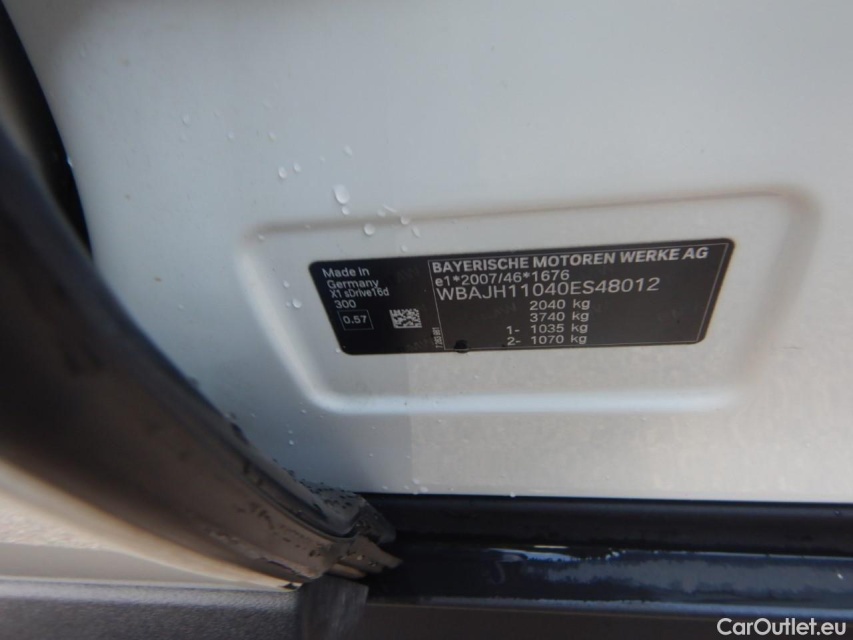 Made in
Germany
X1 sDrive16d
300
0.57
BAYERISCHE MOTOREN WERKE AG
e1*2007/46*1676
WBAJH11040ES48012
2040 kg
3740 kg
1- 1035 kg
2- 1070 kg
CarOutlet.eu